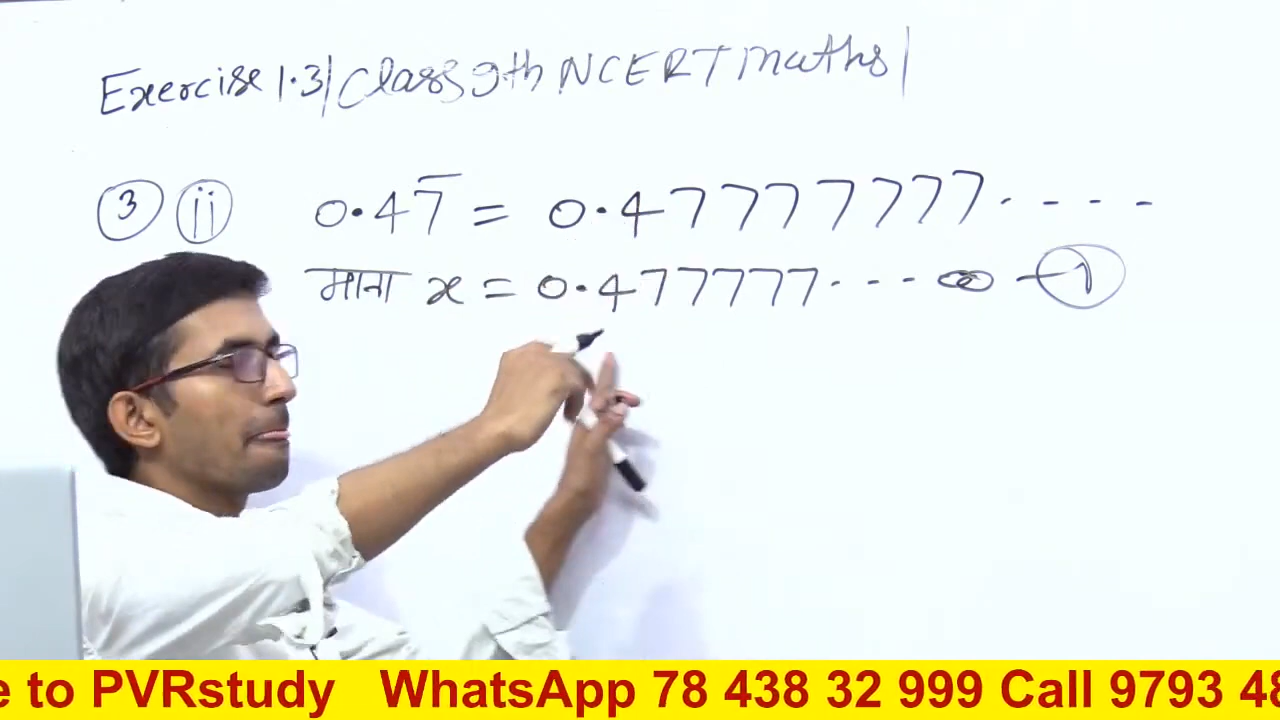 Exercise 1.3| Class 9th NCERT maths|
3 ii 0.47̅ = 0.47777777 . - - - -
माना x = 0.477777 . - - - ∞ - 1
e to PVRstudy WhatsApp 78 438 32 999 Call 9793 48